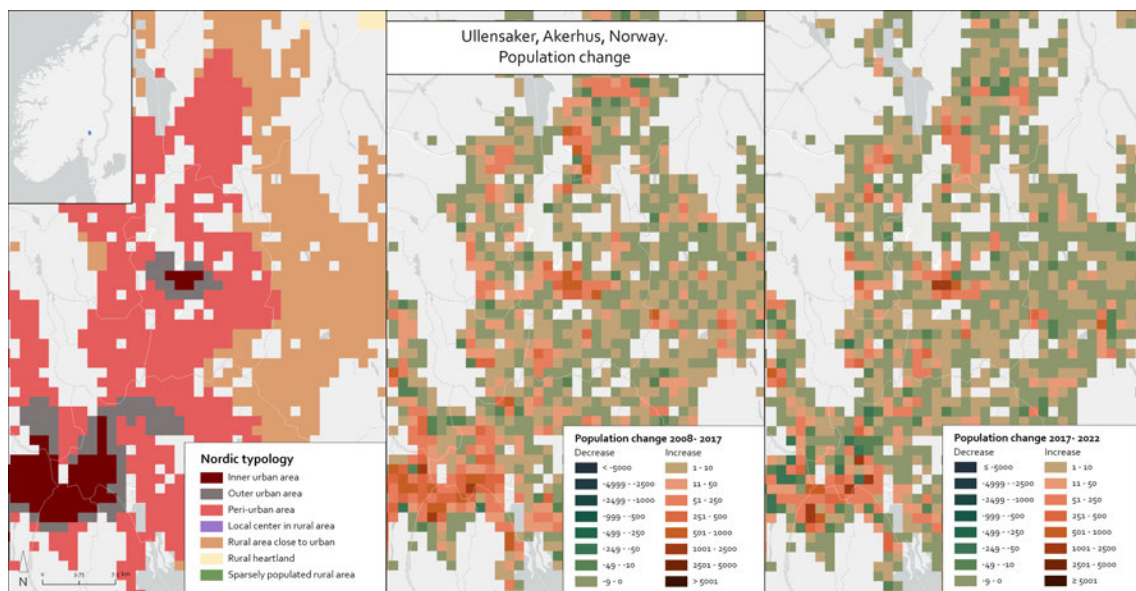 Ullensaker, Akerhus, Norway.
Population change
Nordic typology
Inner urban area
Outer urban area
Peri-urban area
Local center in rural area
Rural area close to urban
Rural heartland
Sparsely populated rural area
N
0
km
Population change 2008- 2017
Decrease Increase
< -5000 1 - 10
-4999 - -2500 11 - 50
-2499 - -1000 51 - 250
-999 - -500 251 - 500
-499 - -250 501 - 1000
-249 - -50 1001 - 2500
-49 - -10 2501 - 5000
-9 - 0 > 5001
Population change 2017- 2022
Decrease Increase
≤ -5000 1 - 10
-4999 - -2500 11 - 50
-2499 - -1000 51 - 250
-999 - -500 251 - 500
-499 - -250 501 - 1000
-249 - -50 1001 - 2500
-49 - -10 2501 - 5000
-9 - 0 ≥ 5001